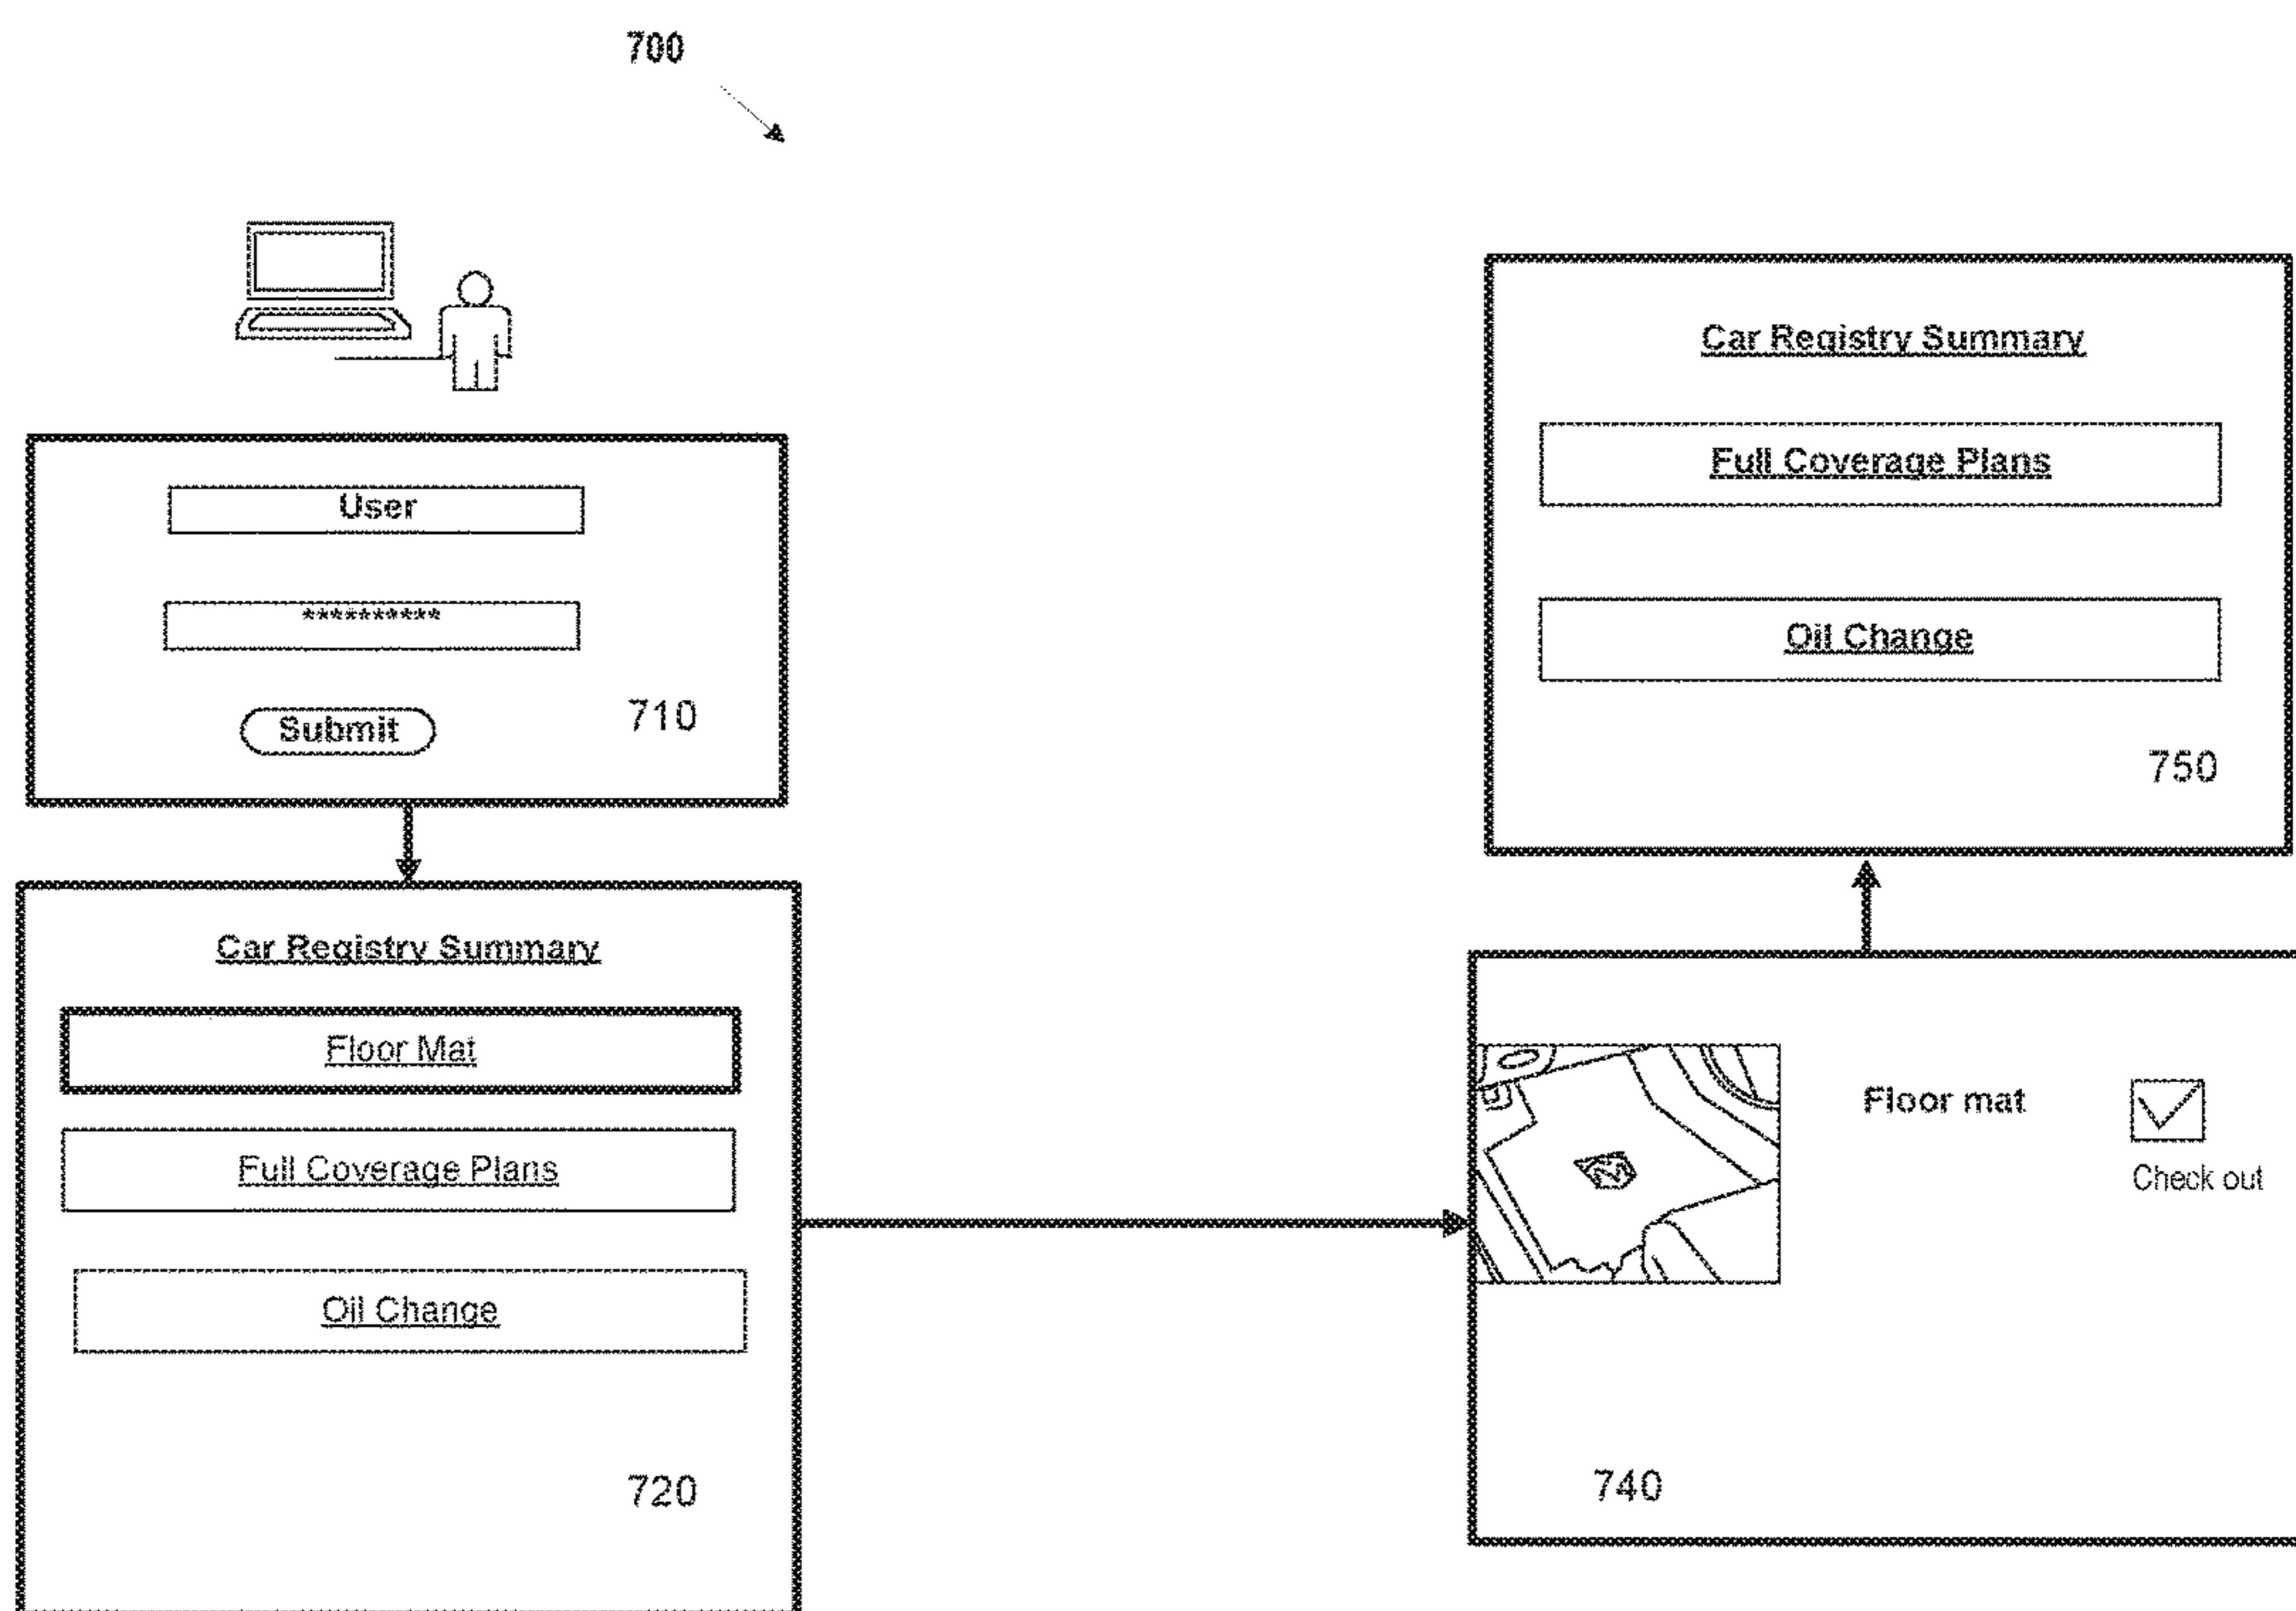 700
User
**********
Submit
710
Car Registry Summary
Floor Mat
Full Coverage Plans
Oil Change
720
Car Registry Summary
Full Coverage Plans
Oil Change
750
Floor mat
Check out
740